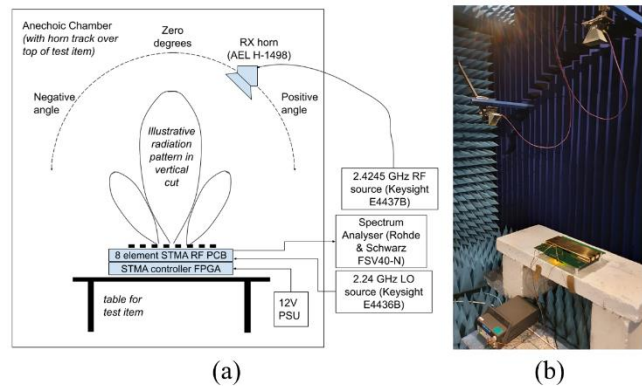 Anechoic Chamber
(with horn track over
top of test item)
Zero
degrees
RX horn
(AEL H-1498)
Negative
angle
Positive
angle
Illustrative
radiation
pattern in
vertical
cut
2.4245 GHz RF
source (Keysight
E4437B)
8 element STMA RF PCB
STMA controller FPGA
Spectrum
Analyser (Rohde
& Schwarz
FSV40-N)
table for
test item
12V
PSU
2.24 GHz LO
source (Keysight
E4436B)
(a)
(b)